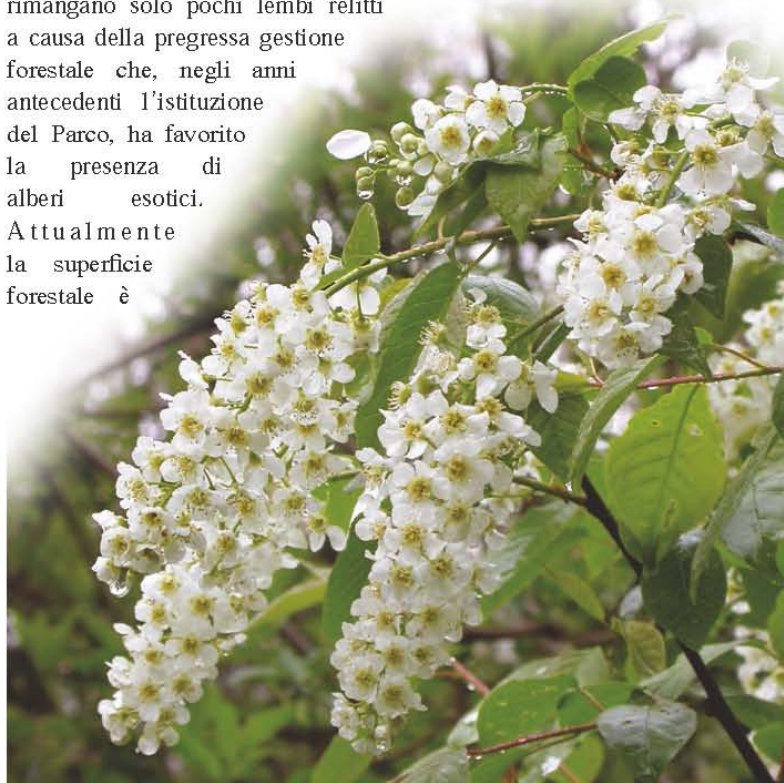 rimangano solo pochi lembi relitti
a causa della pregressa gestione
forestale che, negli anni
antecedenti l'istituzione
del Parco, ha favorito
la presenza di
alberi esotici.
Attualmente
la superficie
forestale è